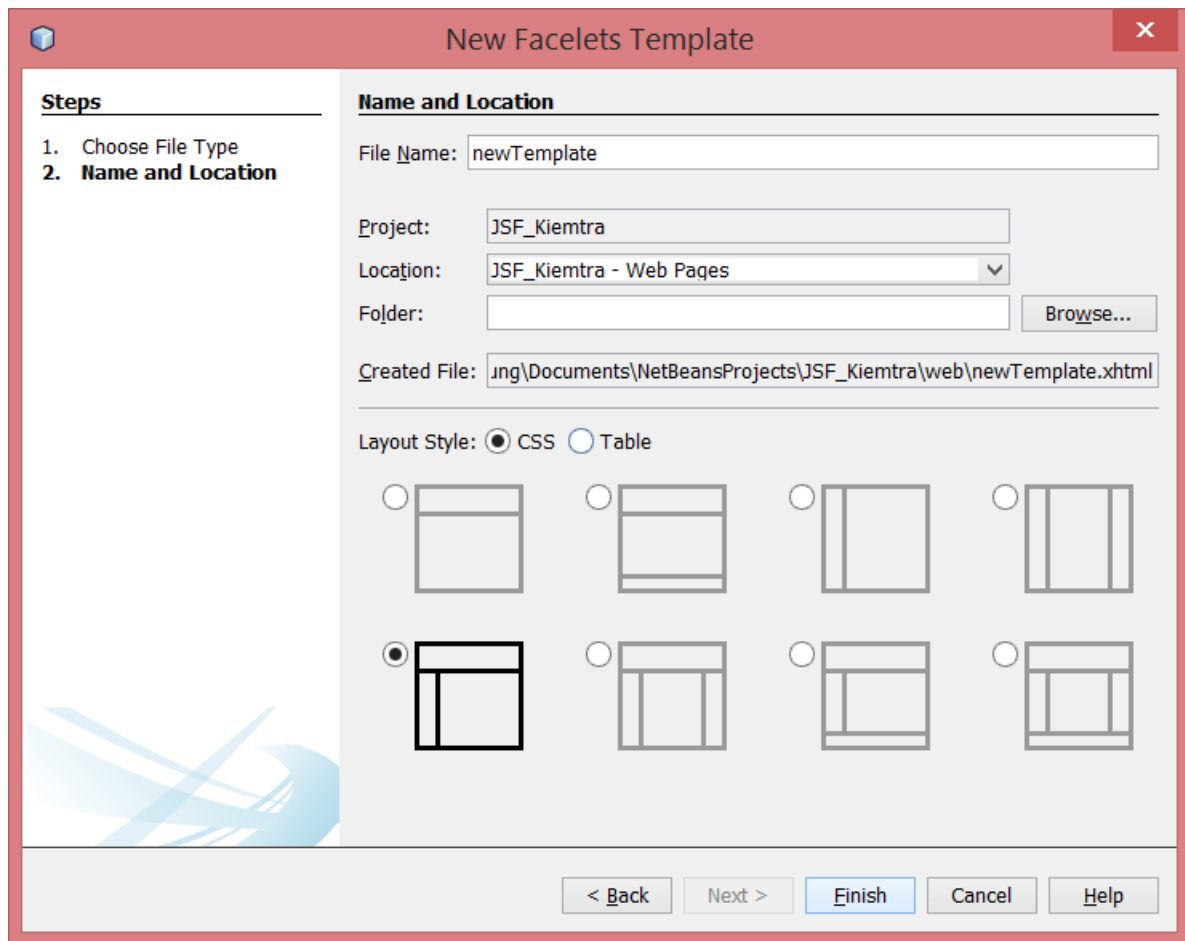 New Facelets Template
Steps
1. Choose File Type
2. Name and Location
Name and Location
File Name: newTemplate
Project: JSF_Kiemtra
Location: JSF_Kiemtra - Web Pages
Folder: Browse...
Created File: ung\Documents\NetBeansProjects\JSF_Kiemtra\web\newTemplate.xhtml
Layout Style: CSS Table
< Back Next > Finish Cancel Help